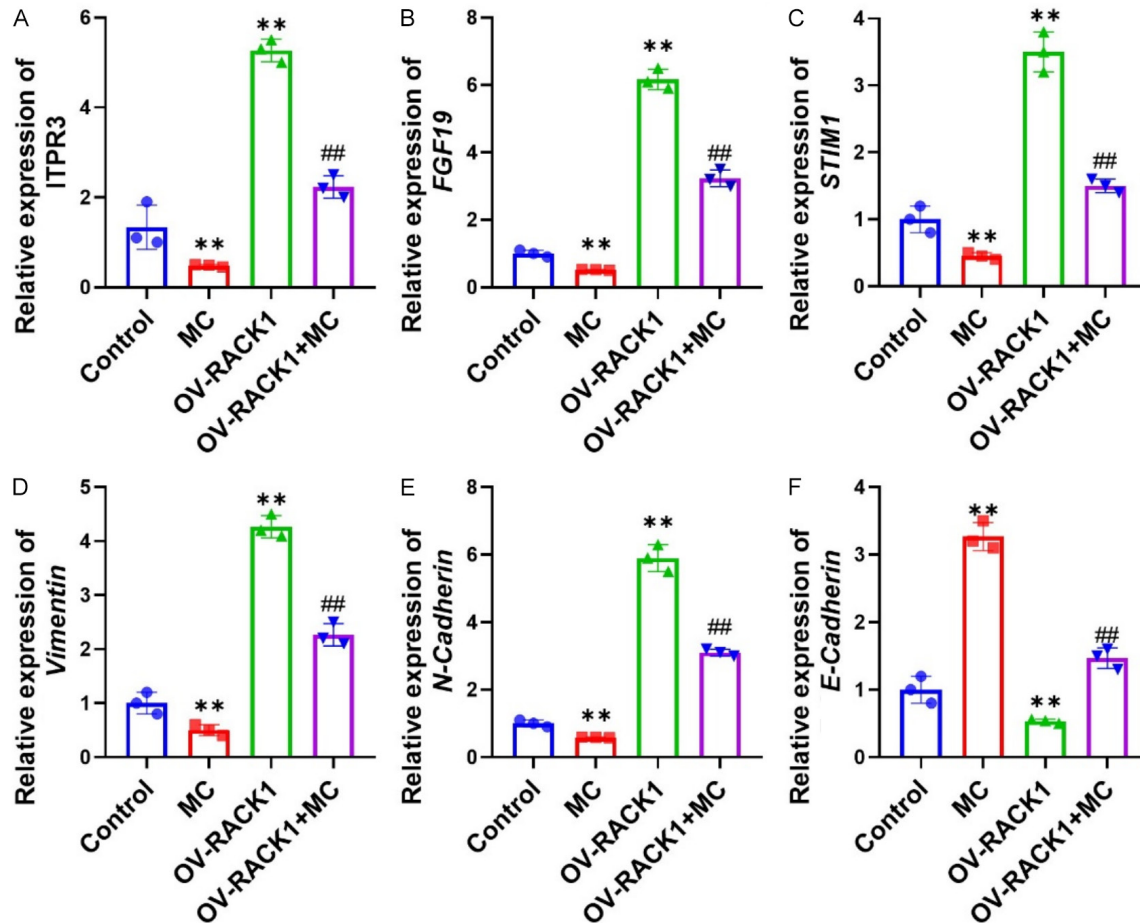 A
Relative expression of
ITPR3
6
4
2
0
**
**
##
Control
MC
OV-RACK1
OV-RACK1+MC
B
Relative expression of
FGF19
8
6
4
2
0
**
**
##
Control
MC
OV-RACK1
OV-RACK1+MC
C
Relative expression of
STIM1
4
3
2
1
0
**
**
##
Control
MC
OV-RACK1
OV-RACK1+MC
D
Relative expression of
Vimentin
5
4
3
2
1
0
**
**
##
Control
MC
OV-RACK1
OV-RACK1+MC
E
Relative expression of
N-Cadherin
8
6
4
2
0
**
**
##
Control
MC
OV-RACK1
OV-RACK1+MC
F
Relative expression of
E-Cadherin
4
3
2
1
0
**
**
##
Control
MC
OV-RACK1
OV-RACK1+MC